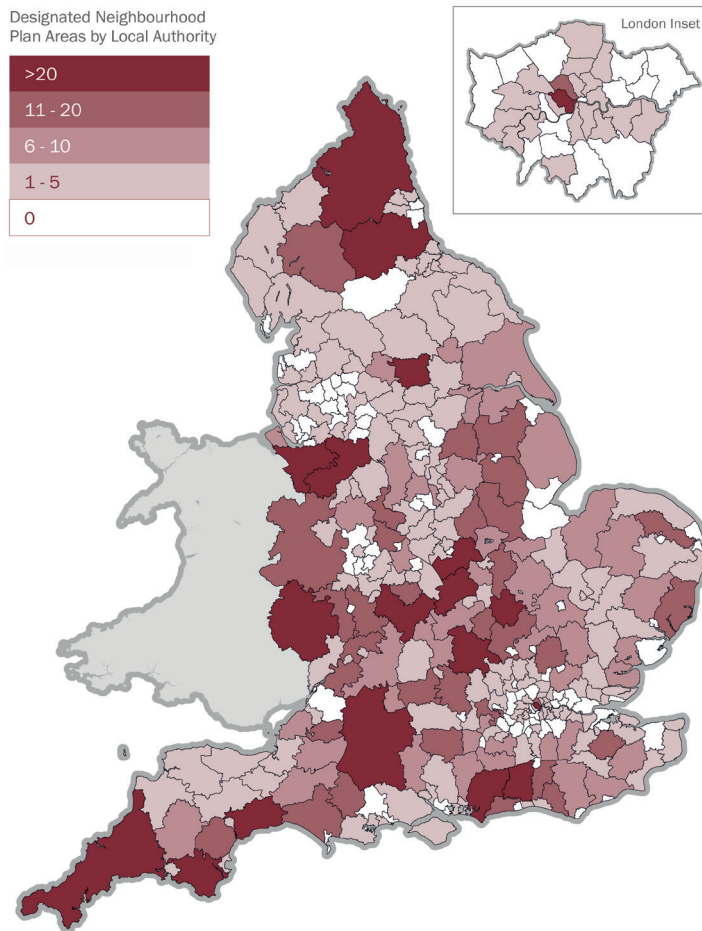 Designated Neighbourhood
Plan Areas by Local Authority
>20
11 - 20
6 - 10
1 - 5
0
London Inset